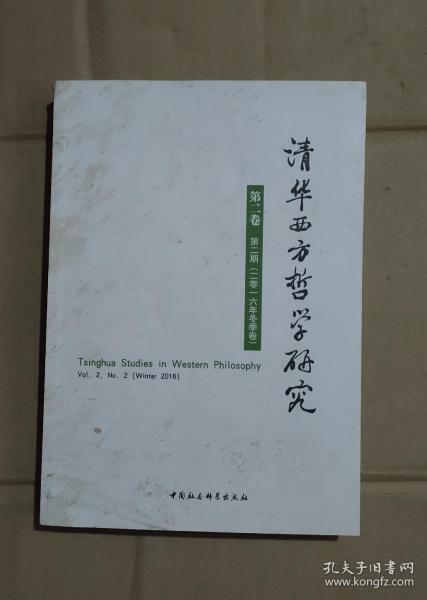 清华西方哲学研究
第二卷 第二期(二零一六年冬季卷)
Tsinghua Studies in Western Philosophy
Vol. 2, No. 2 (Winter 2016)
中国社会科学出版社
孔夫子旧书网
www.kongfz.com